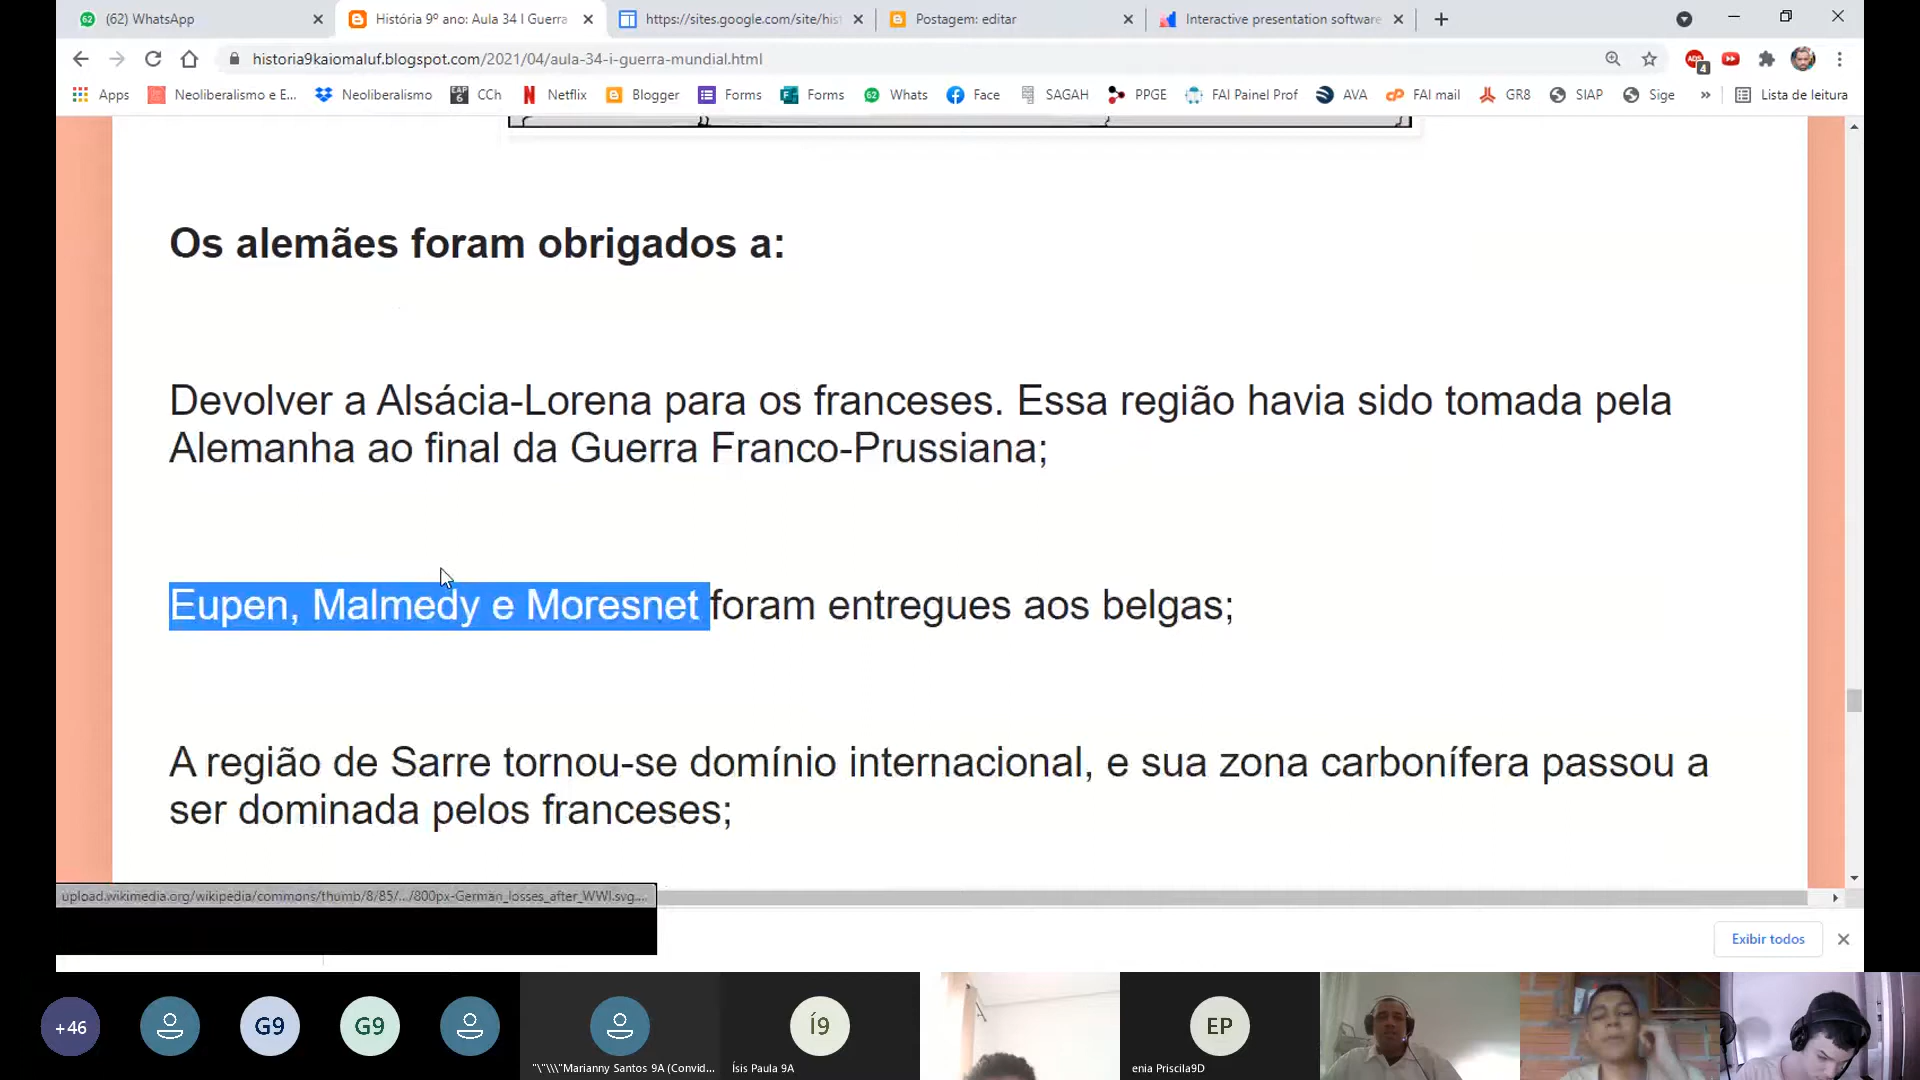 (62) WhatsApp
História 9º ano: Aula 34 I Guerra
https://sites.google.com/site/his
Postagem: editar
Interactive presentation software
historia9kaiomaluf.blogspot.com/2021/04/aula-34-i-guerra-mundial.html
4
Apps
Neoliberalismo e E...
Neoliberalismo
CAP 6
CCh
Netflix
Blogger
Forms
Forms
62
Whats
Face
SAGAH
PPGE
FAI Painel Prof
AVA
FAI mail
GR8
SIAP
Sige
»
Lista de leitura
Os alemães foram obrigados a:
Devolver a Alsácia-Lorena para os franceses. Essa região havia sido tomada pela
Alemanha ao final da Guerra Franco-Prussiana;
Eupen, Malmedy e Moresnet foram entregues aos belgas;
A região de Sarre tornou-se domínio internacional, e sua zona carbonífera passou a
ser dominada pelos franceses;
upload.wikimedia.org/wikipedia/commons/thumb/8/85/.../800px-German_losses_after_WWI.svg....
Exibir todos
+46
G9
G9
Í9
EP
"\"\\\"Marianny Santos 9A (Convid...
Ísis Paula 9A
enia Priscila9D